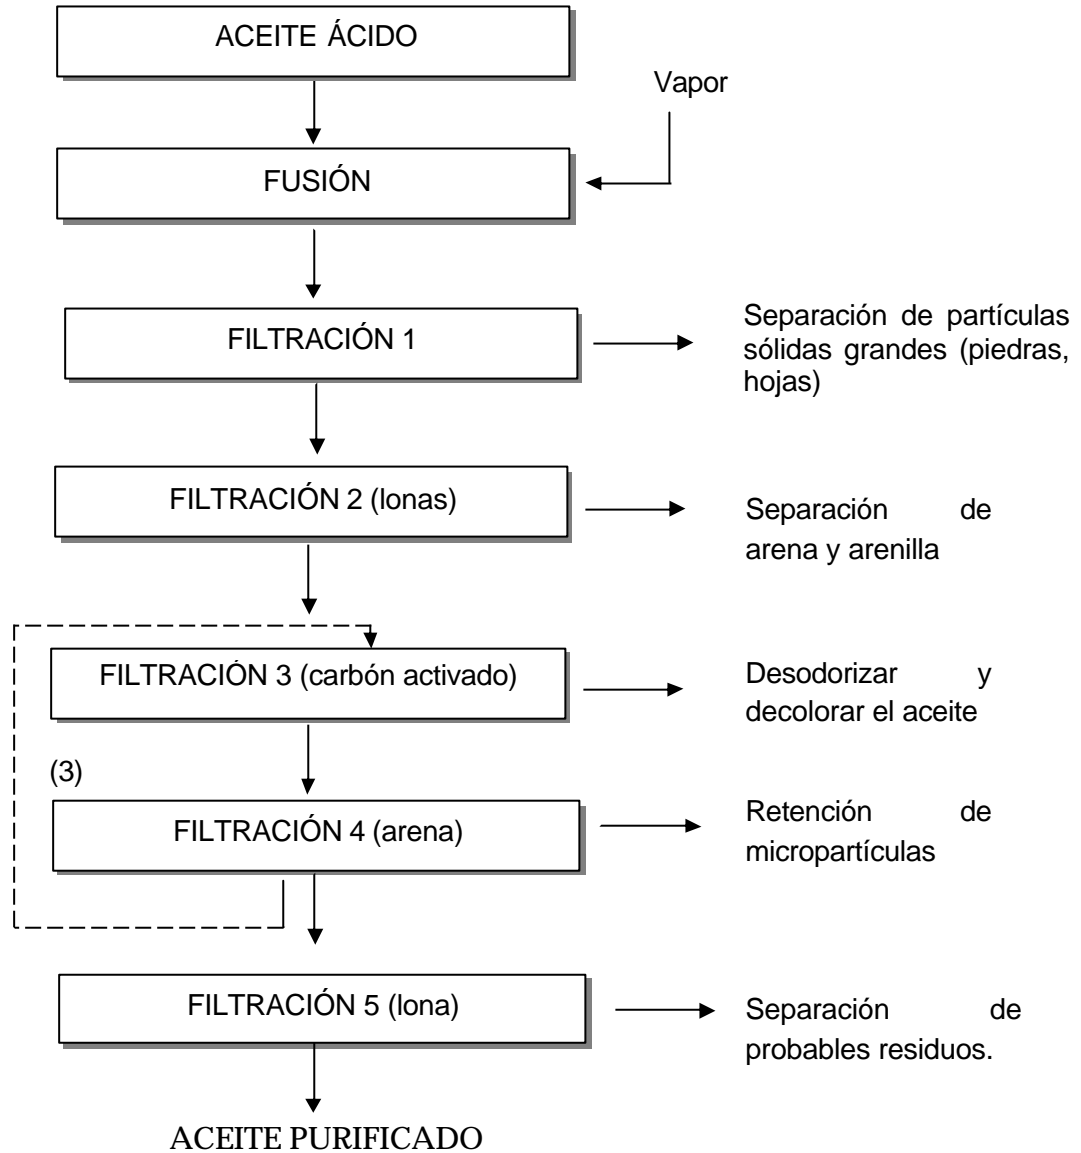 ACEITE ÁCIDO
Vapor
FUSIÓN
FILTRACIÓN 1
Separación de partículas
sólidas grandes (piedras,
hojas)
FILTRACIÓN 2 (lonas)
Separación de
arena y arenilla
FILTRACIÓN 3 (carbón activado)
Desodorizar y
decolorar el aceite
(3)
FILTRACIÓN 4 (arena)
Retención de
micropartículas
FILTRACIÓN 5 (lona)
Separación de
probables residuos.
ACEITE PURIFICADO